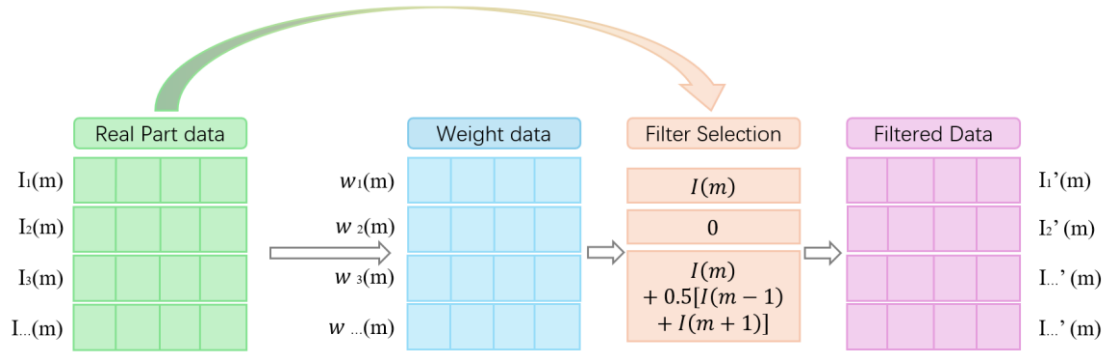 Real Part data
Weight data
Filter Selection
Filtered Data
I₁(m)
w₁(m)
I(m)
I₁’(m)
I₂(m)
w ₂(m)
0
I₂’ (m)
I₃(m)
w ₃(m)
I(m)
+ 0.5[I(m − 1)
+ I(m + 1)]
I...’ (m)
I...(m)
w ...(m)
I...’ (m)